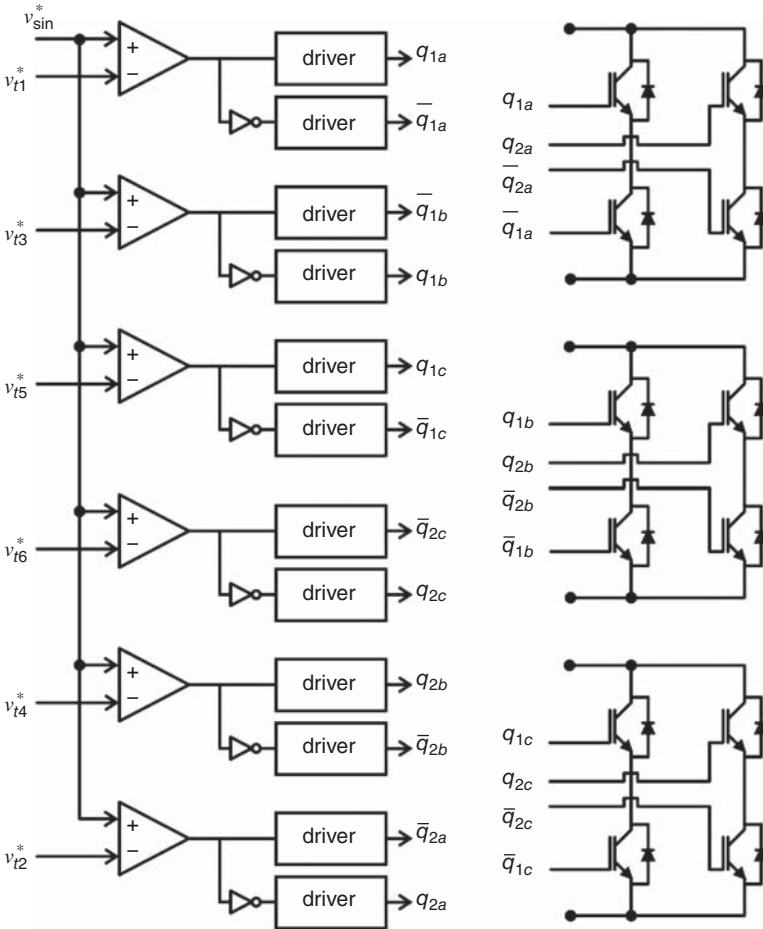 v*sin
v*t1
+
−
driver
q1a
driver
q̅1a
v*t3
+
−
driver
q̅1b
driver
q1b
v*t5
+
−
driver
q1c
driver
q̅1c
v*t6
+
−
driver
q̅2c
driver
q2c
v*t4
+
−
driver
q2b
driver
q̅2b
v*t2
+
−
driver
q̅2a
driver
q2a
q1a
q2a
q̅2a
q̅1a
q1b
q2b
q̅2b
q̅1b
q1c
q2c
q̅2c
q̅1c